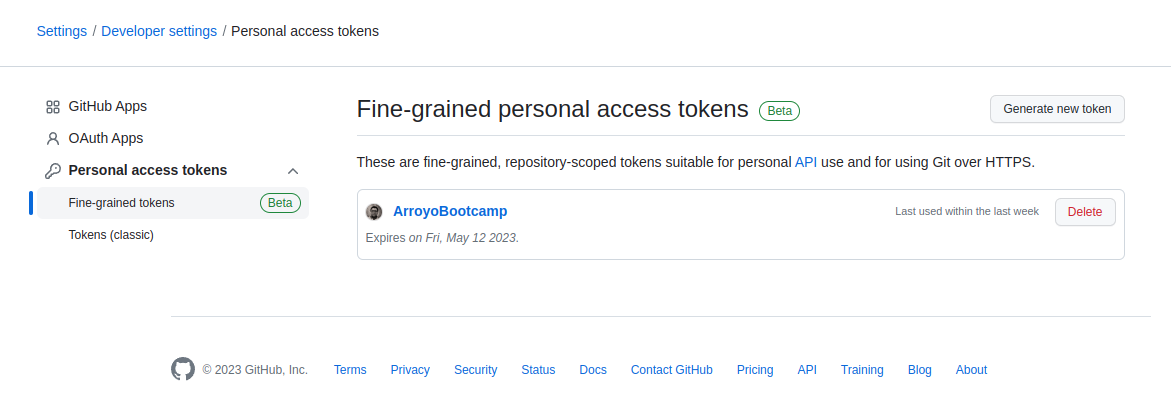 Settings / Developer settings / Personal access tokens
GitHub Apps
OAuth Apps
Personal access tokens
Fine-grained tokens Beta
Tokens (classic)
Fine-grained personal access tokens Beta Generate new token
These are fine-grained, repository-scoped tokens suitable for personal API use and for using Git over HTTPS.
ArroyoBootcamp Last used within the last week Delete
Expires on Fri, May 12 2023.
© 2023 GitHub, Inc. Terms Privacy Security Status Docs Contact GitHub Pricing API Training Blog About